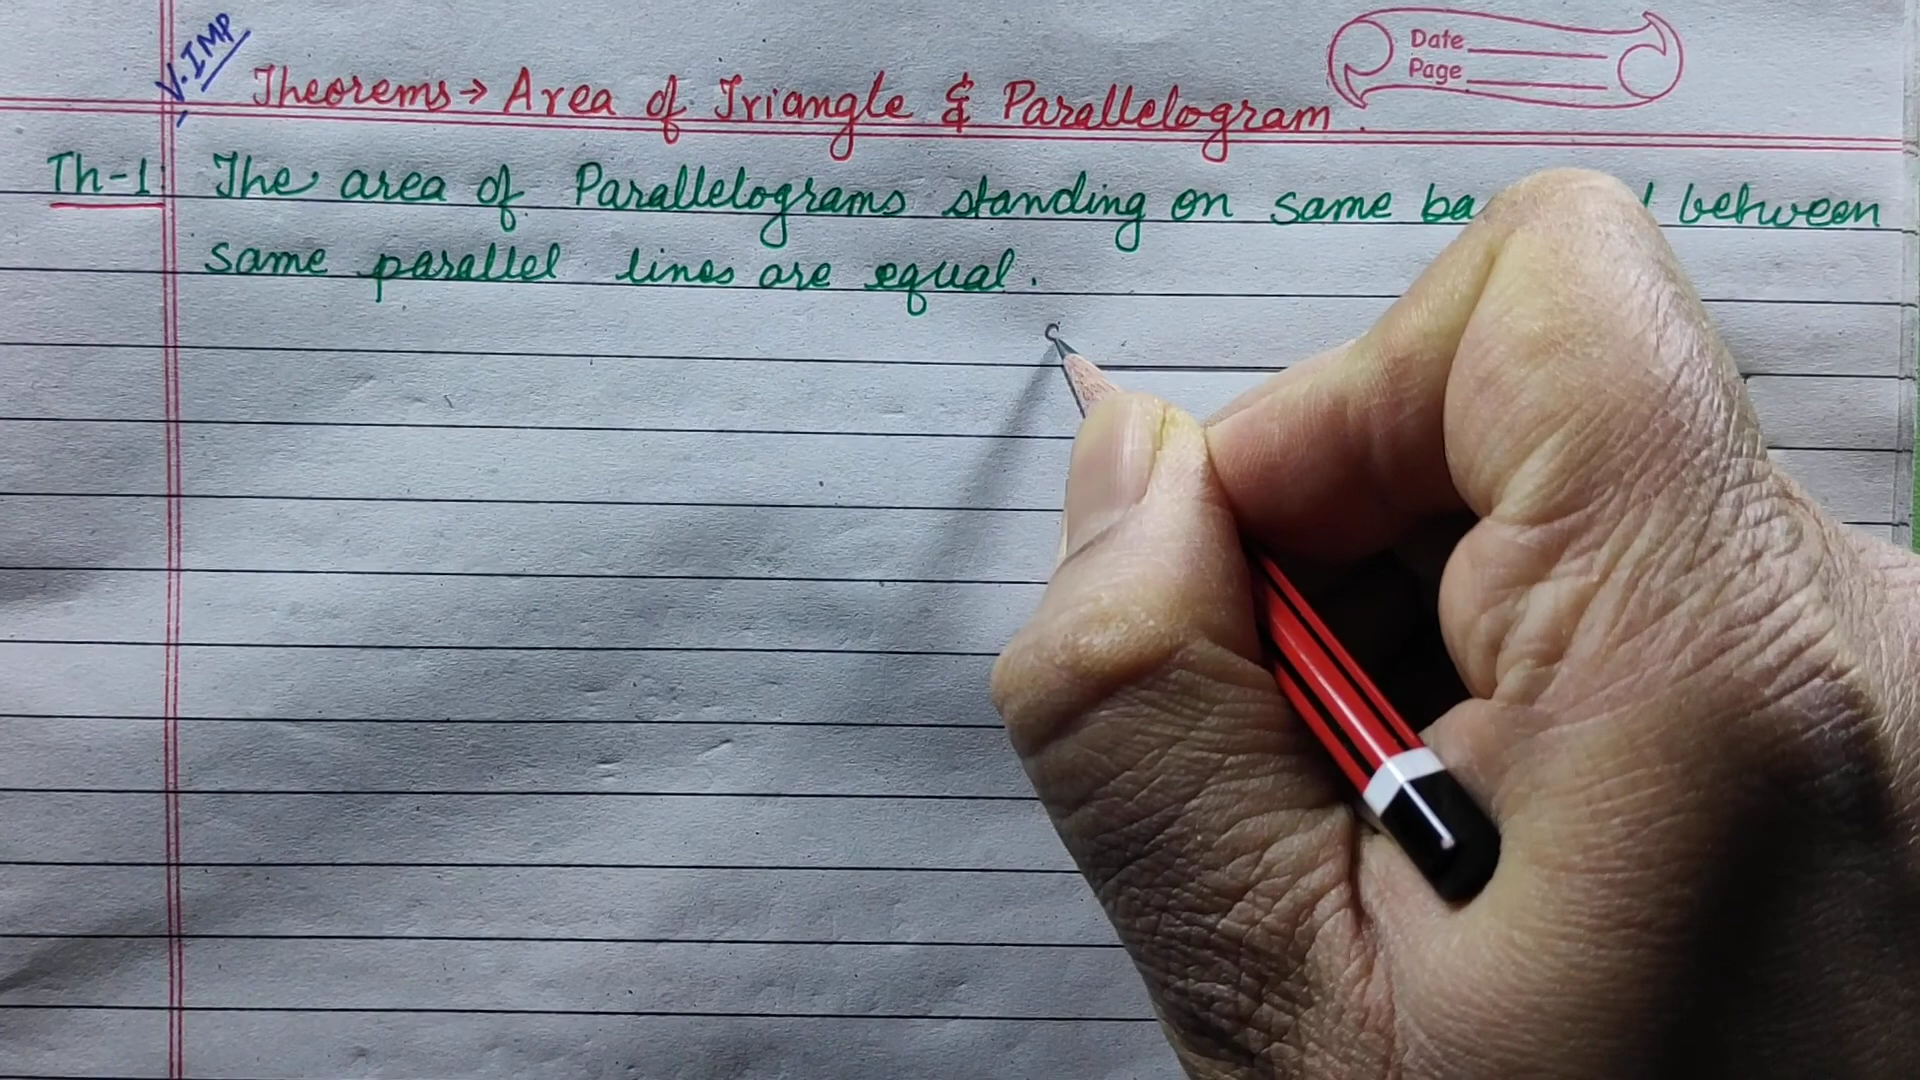 V.IMP
Date
Page
Theorems → Area of Triangle & Parallelogram.
Th-1 The area of Parallelograms standing on same between
same parallel lines are equal.